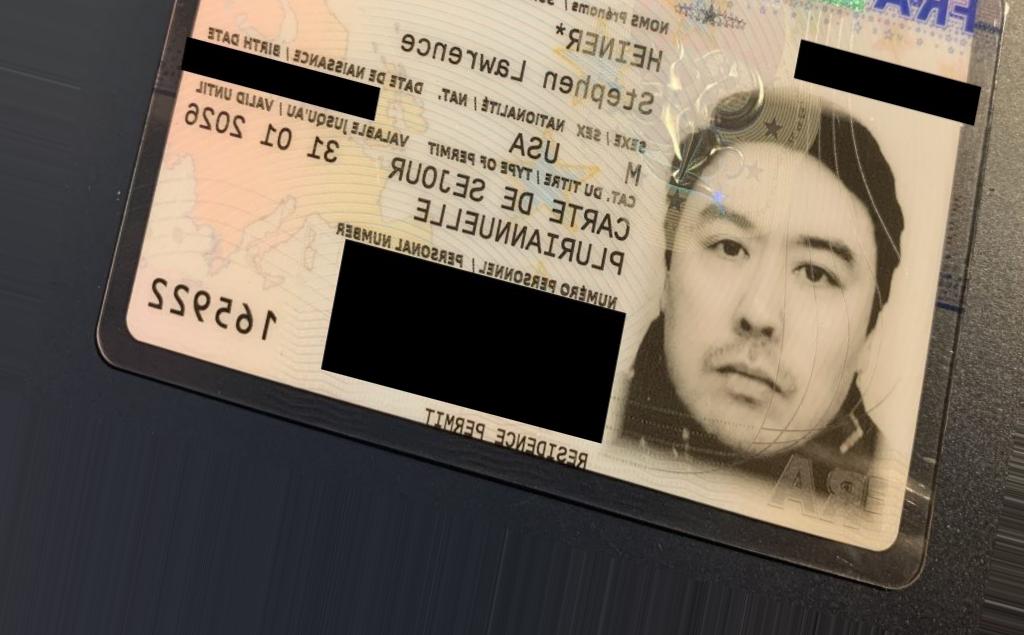 FRA
NOMS Prénoms
HEINER*
Stephen Lawrence
SEXE / SEX NATIONALITÉ / NAT. DATE DE NAISSANCE / BIRTH DATE
M USA
CAT. DU TITRE / TYPE OF PERMIT VALABLE JUSQU'AU / VALID UNTIL
CARTE DE SEJOUR 31 01 2026
PLURIANNUELLE
NUMÉRO PERSONNEL / PERSONAL NUMBER
165922
RESIDENCE PERMIT
FRA